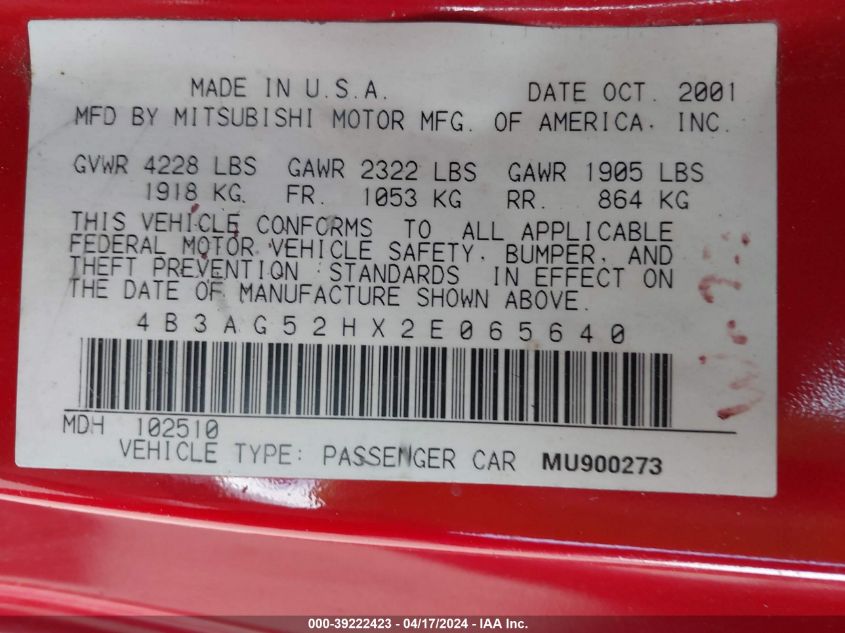 MADE IN U.S.A. DATE OCT. 2001
MFD BY MITSUBISHI MOTOR MFG. OF AMERICA. INC.
GVWR 4228 LBS GAWR 2322 LBS GAWR 1905 LBS
1918 KG. FR. 1053 KG RR. 864 KG
THIS VEHICLE CONFORMS TO ALL APPLICABLE
FEDERAL MOTOR VEHICLE SAFETY, BUMPER, AND
THEFT PREVENTION STANDARDS IN EFFECT ON
THE DATE OF MANUFACTURE SHOWN ABOVE.
4B3AG52HX2E065640
MDH 102510
VEHICLE TYPE: PASSENGER CAR MU900273
000-39222423 - 04/17/2024 - IAA Inc.